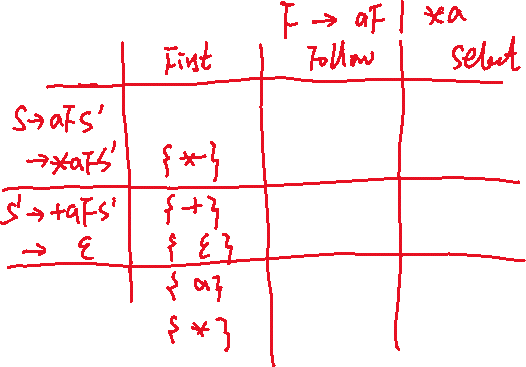 F → aF | *a
First Follow Select
S → aFS'
→ *aFS' {*}
S' → +aFS' {+}
→ ε {ε}
{a}
{*}